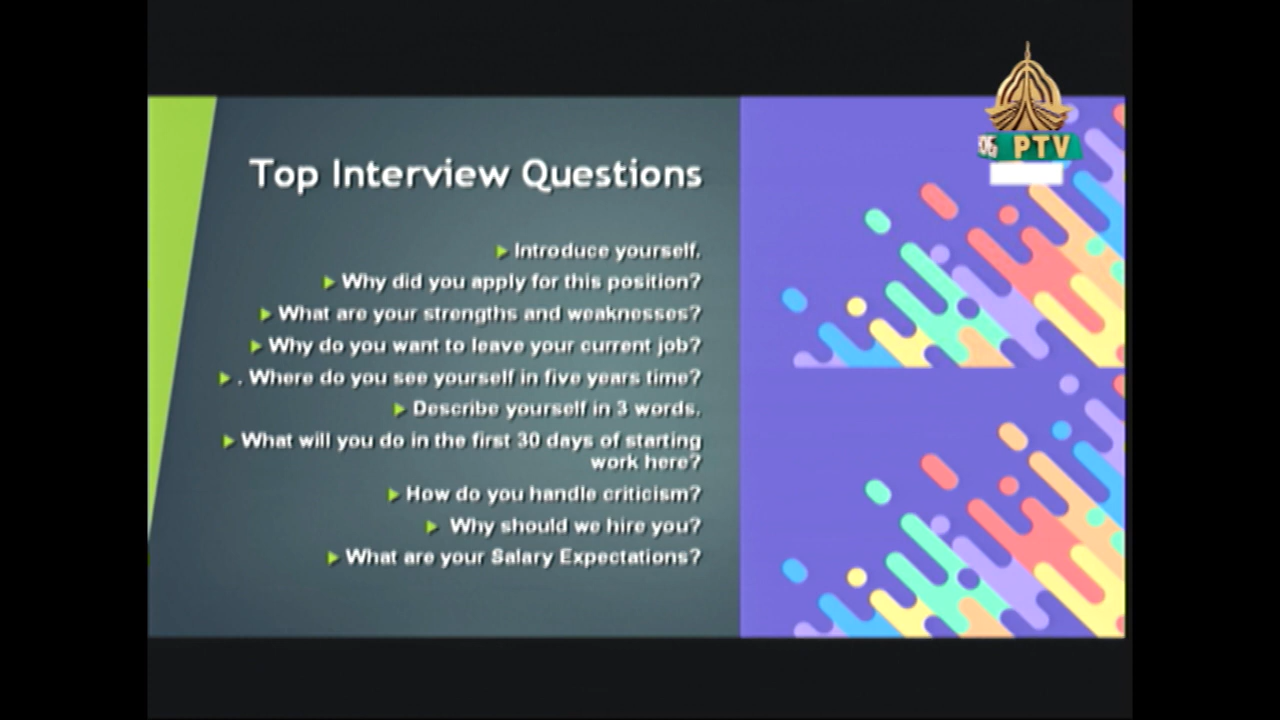 Top Interview Questions
Introduce yourself.
Why did you apply for this position?
What are your strengths and weaknesses?
Why do you want to leave your current job?
. Where do you see yourself in five years time?
Describe yourself in 3 words.
What will you do in the first 30 days of starting
work here?
How do you handle criticism?
Why should we hire you?
What are your Salary Expectations?
PTV